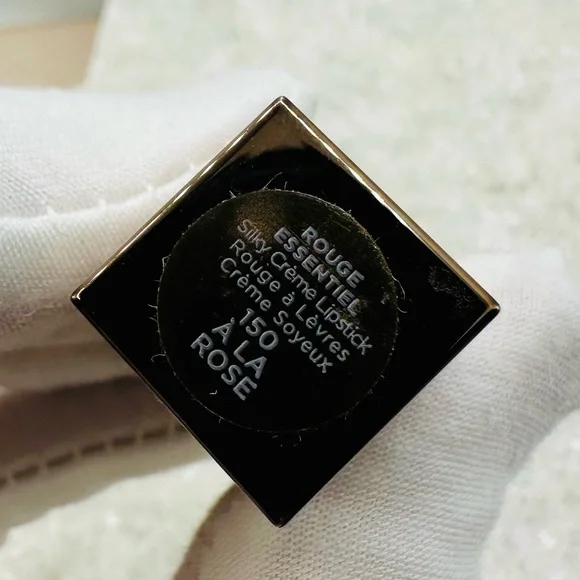 ROUGE
ESSENTIEL
Silky Crème Lipstick
Rouge à Lèvres
Crème Soyeux
150
À LA
ROSE